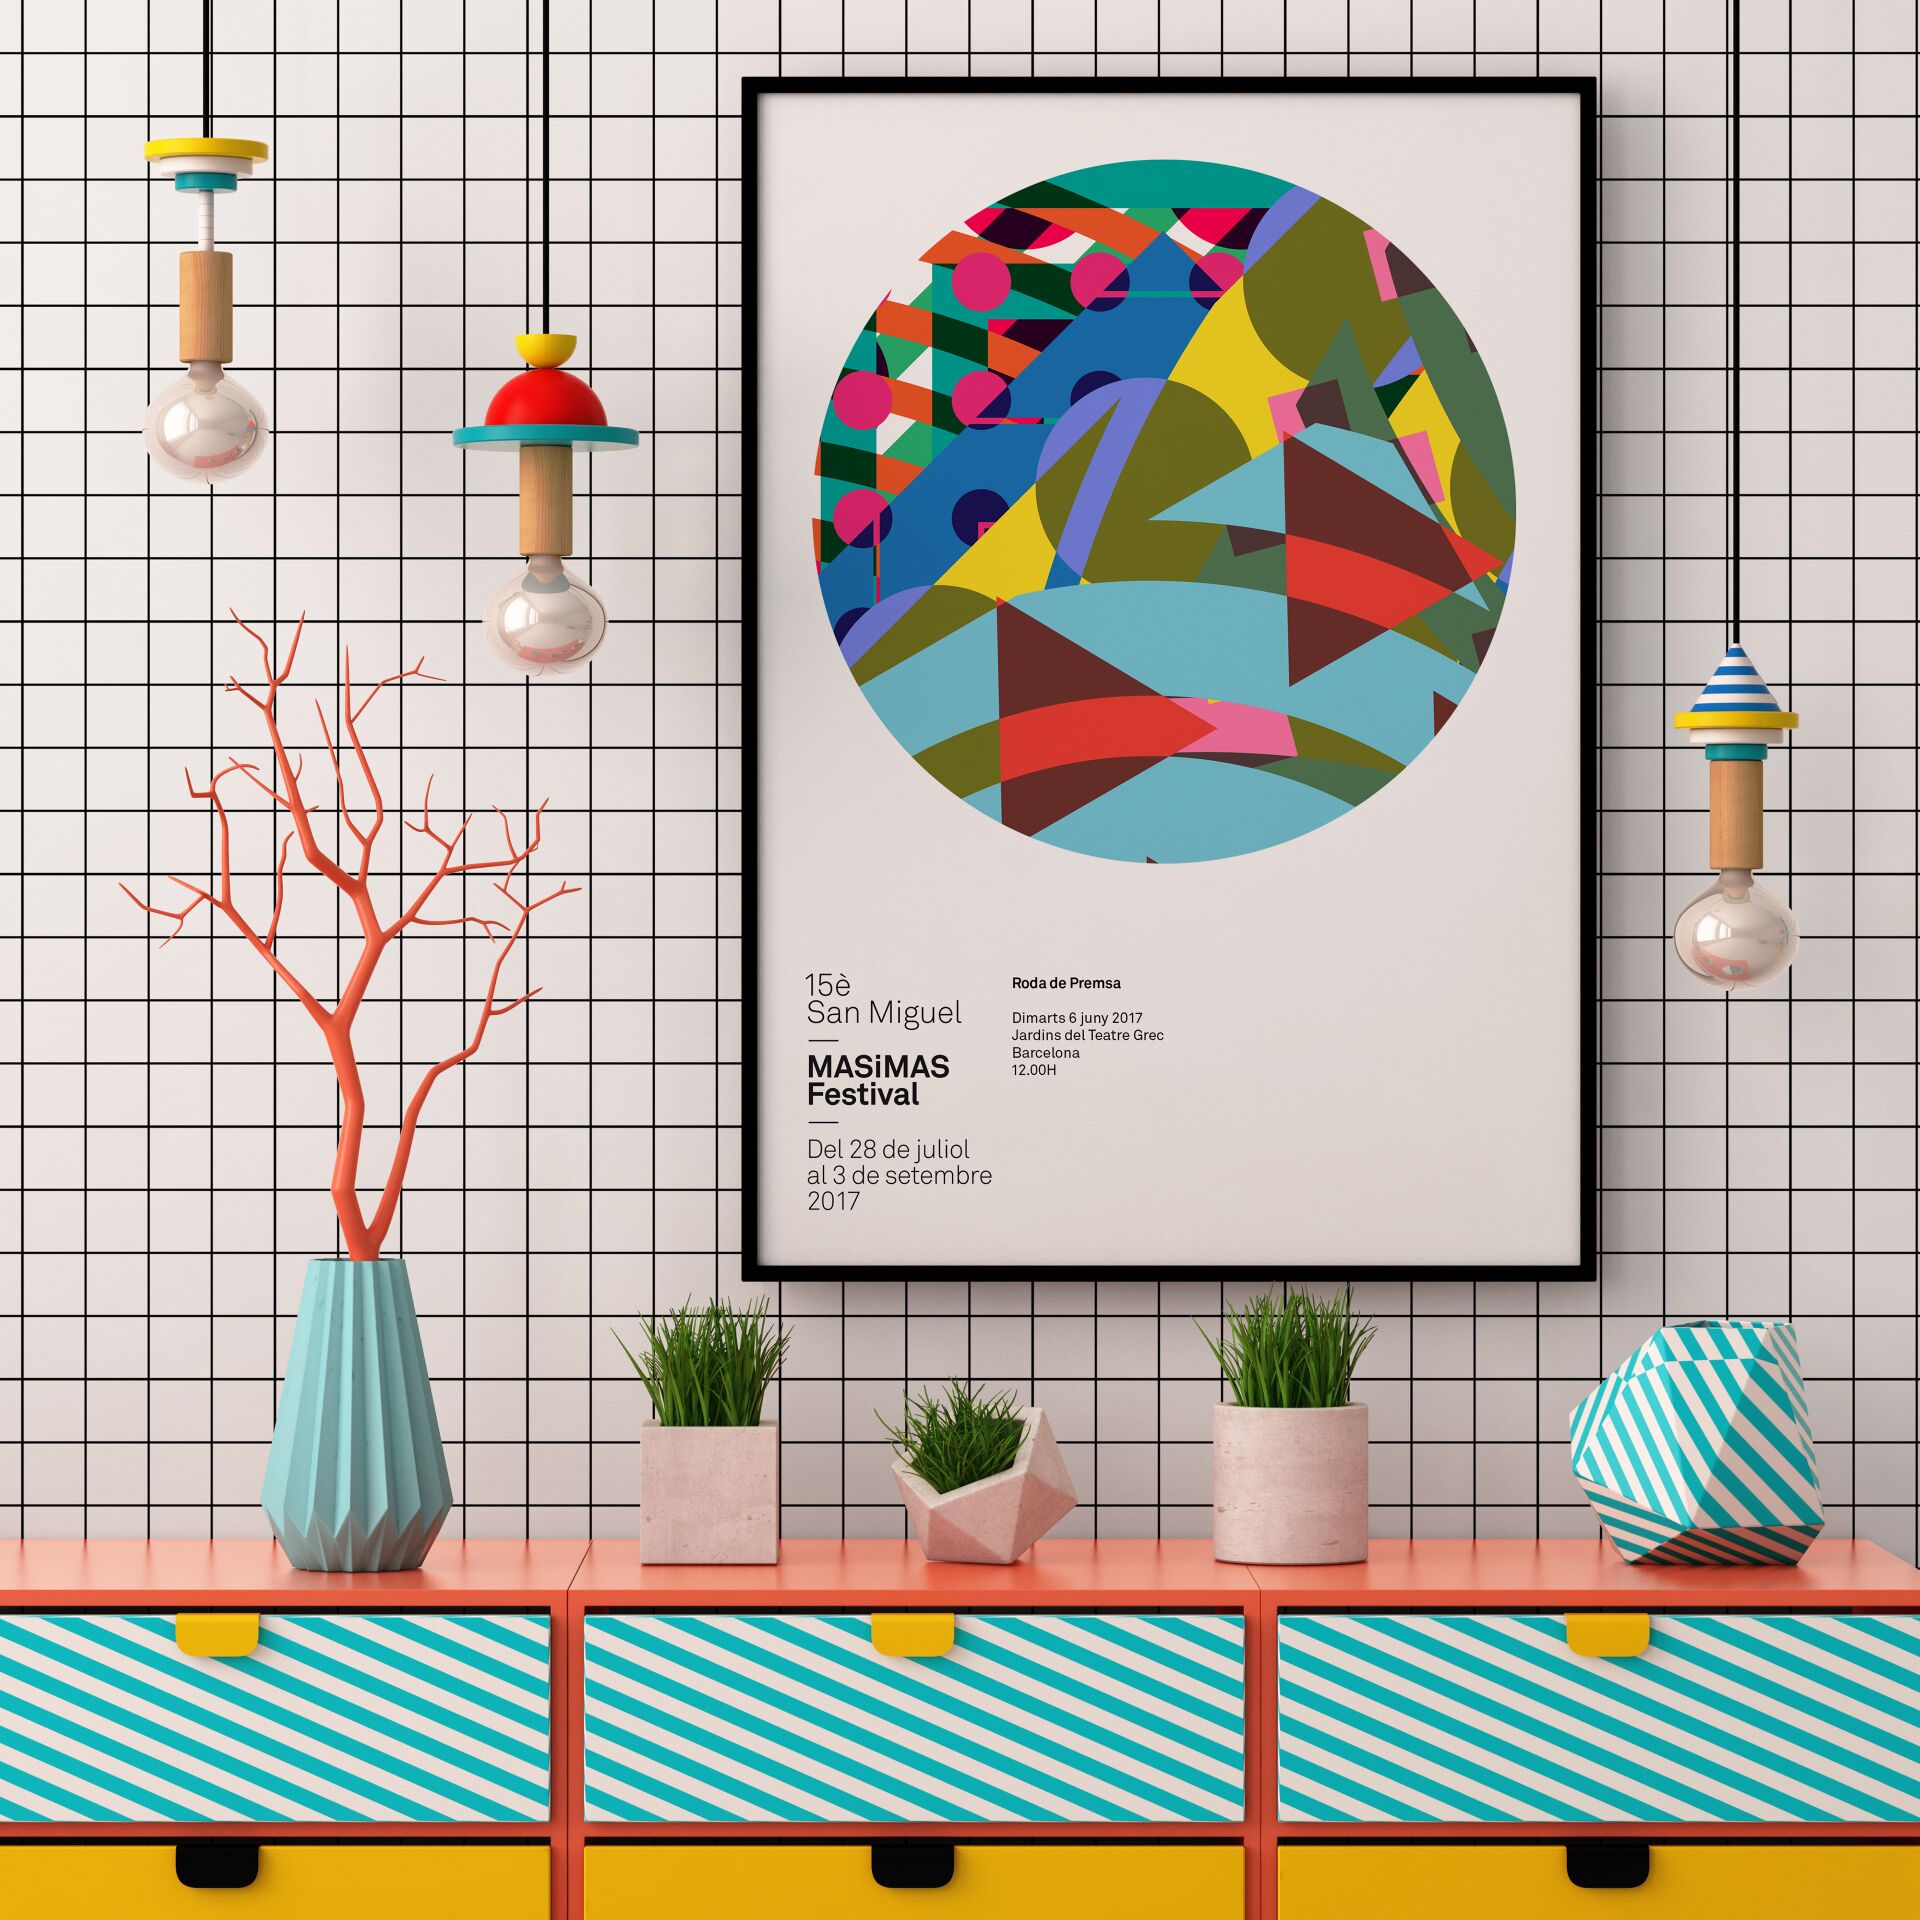 15è
San Miguel
MASiMAS
Festival
Del 28 de juliol
al 3 de setembre
2017
Roda de Premsa
Dimarts 6 juny 2017
Jardins del Teatre Grec
Barcelona
12.00H